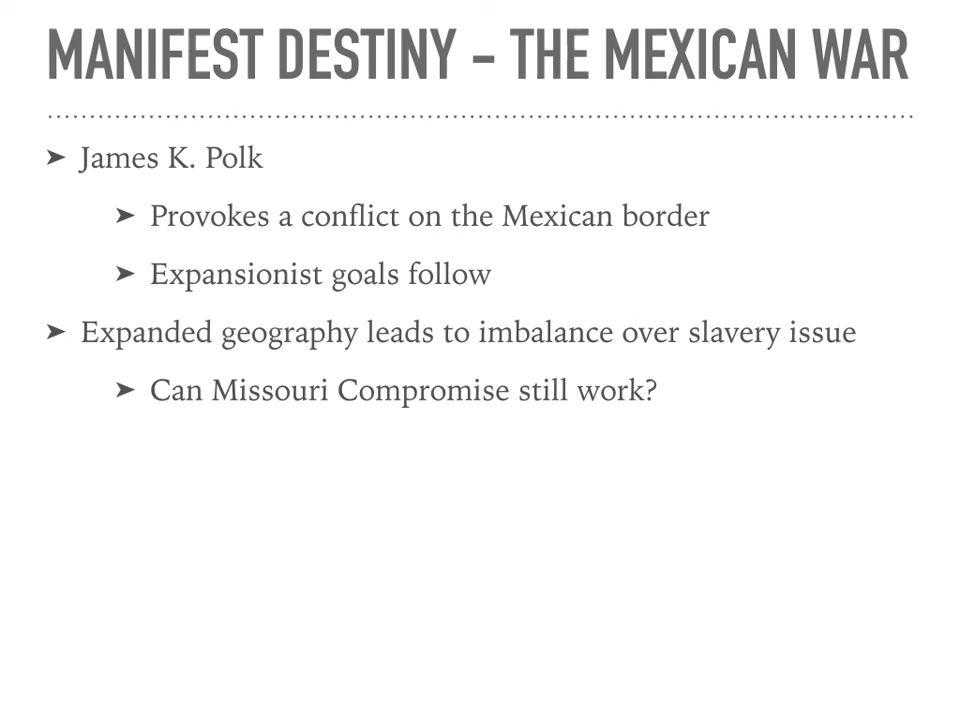 MANIFEST DESTINY – THE MEXICAN WAR
➤ James K. Polk
➤ Provokes a conflict on the Mexican border
➤ Expansionist goals follow
➤ Expanded geography leads to imbalance over slavery issue
➤ Can Missouri Compromise still work?